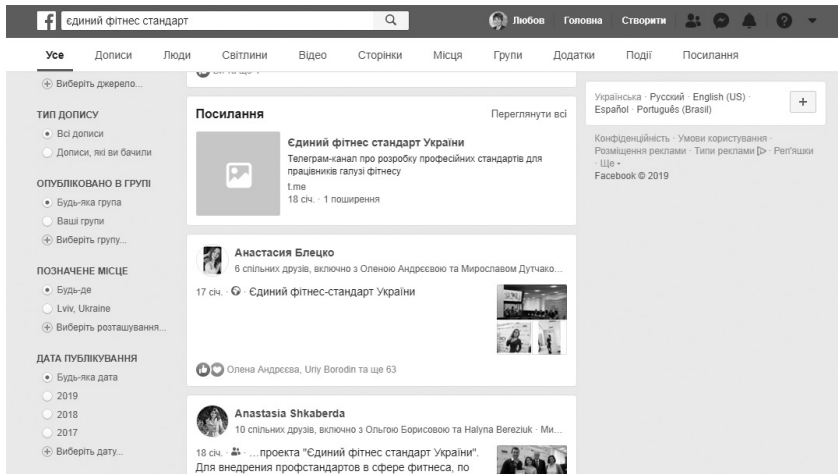 єдиний фітнес стандарт
Любов Головна Створити
Усе Дописи Люди Світлини Відео Сторінки Місця Групи Додатки Події Посилання
Виберіть джерело...
ТИП ДОПИСУ
Всі дописи
Дописи, які ви бачили
ОПУБЛІКОВАНО В ГРУПІ
Будь-яка група
Ваші групи
Виберіть групу...
ПОЗНАЧЕНЕ МІСЦЕ
Будь-де
Lviv, Ukraine
Виберіть розташування...
ДАТА ПУБЛІКУВАННЯ
Будь-яка дата
2019
2018
2017
Виберіть дату...
Посилання Переглянути всі
Єдиний фітнес стандарт України
Телеграм-канал про розробку професійних стандартів для
працівників галузі фітнесу
t.me
18 січ. · 1 поширення
Анастасия Блецко
6 спільних друзів, включно з Оленою Андрєєвою та Мирославом Дутчако...
17 січ. · Єдиний фітнес-стандарт України
Олена Андрєєва, Uriy Borodin та ще 63
Anastasia Shkaberda
10 спільних друзів, включно з Ольгою Борисовою та Halyna Bereziuk · Ми...
18 січ. · ...проекта "Єдиний фітнес стандарт України".
Для внедрения профстандартов в сфере фитнеса, по
Українська · Русский · English (US) ·
Español · Português (Brasil)
Конфіденційність · Умови користування ·
Розміщення реклами · Типи реклами · Реп'яшки
· Ще
Facebook © 2019